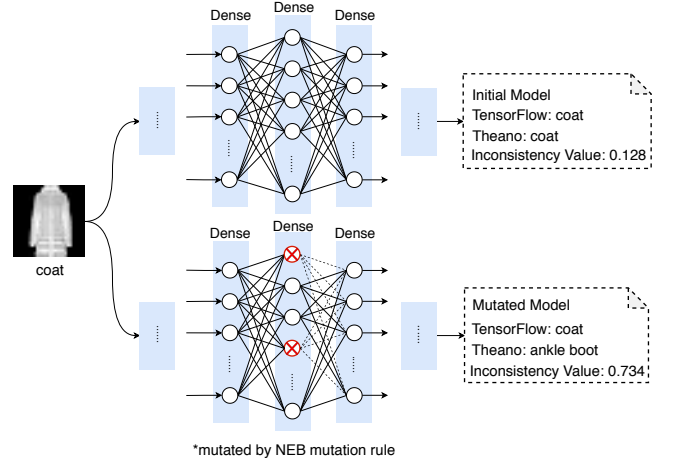 Dense
Dense
Dense
Initial Model
TensorFlow: coat
Theano: coat
Inconsistency Value: 0.128
coat
Dense
Dense
Dense
Mutated Model
TensorFlow: coat
Theano: ankle boot
Inconsistency Value: 0.734
*mutated by NEB mutation rule